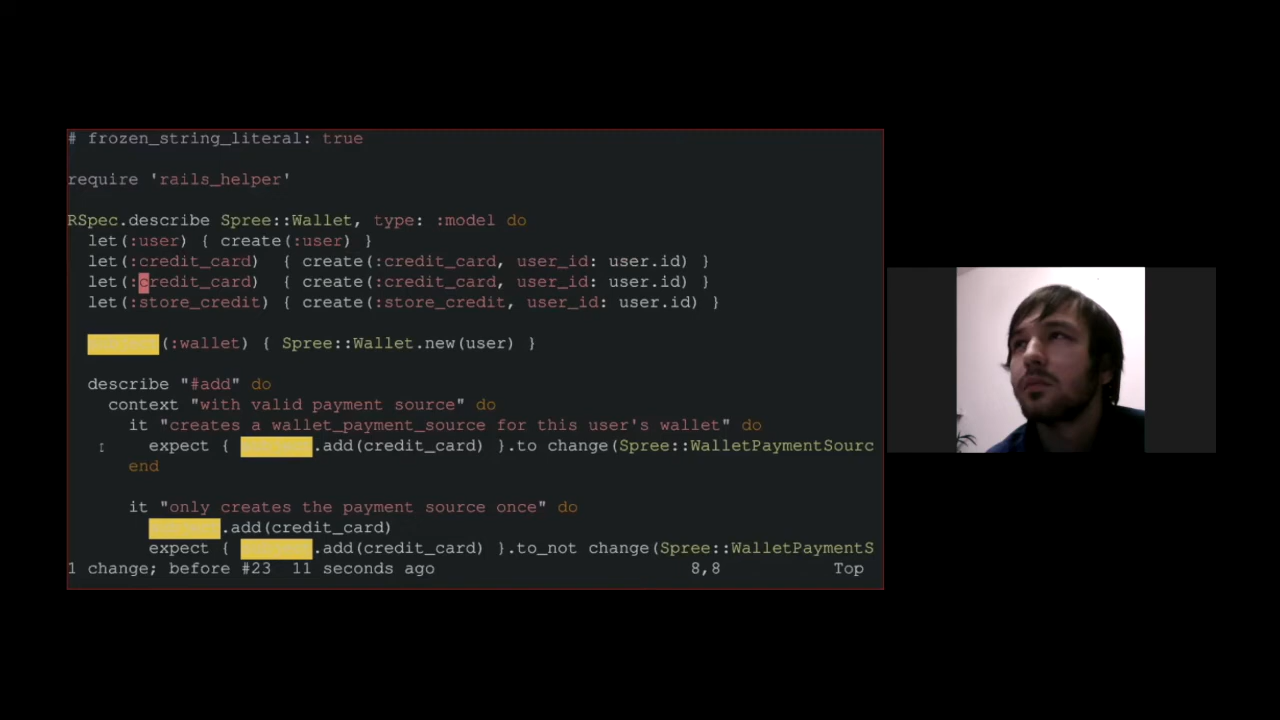 # frozen_string_literal: true
require 'rails_helper'
RSpec.describe Spree::Wallet, type: :model do
let(:user) { create(:user) }
let(:credit_card)  { create(:credit_card, user_id: user.id) }
let(:credit_card)  { create(:credit_card, user_id: user.id) }
let(:store_credit) { create(:store_credit, user_id: user.id) }
(:wallet) { Spree::Wallet.new(user) }
describe "#add" do
context "with valid payment source" do
it "creates a wallet_payment_source for this user's wallet" do
expect { .add(credit_card) }.to change(Spree::WalletPaymentSourc
end
it "only creates the payment source once" do
.add(credit_card)
expect { .add(credit_card) }.to_not change(Spree::WalletPaymentS
1 change; before #23  11 seconds ago 8,8 Top